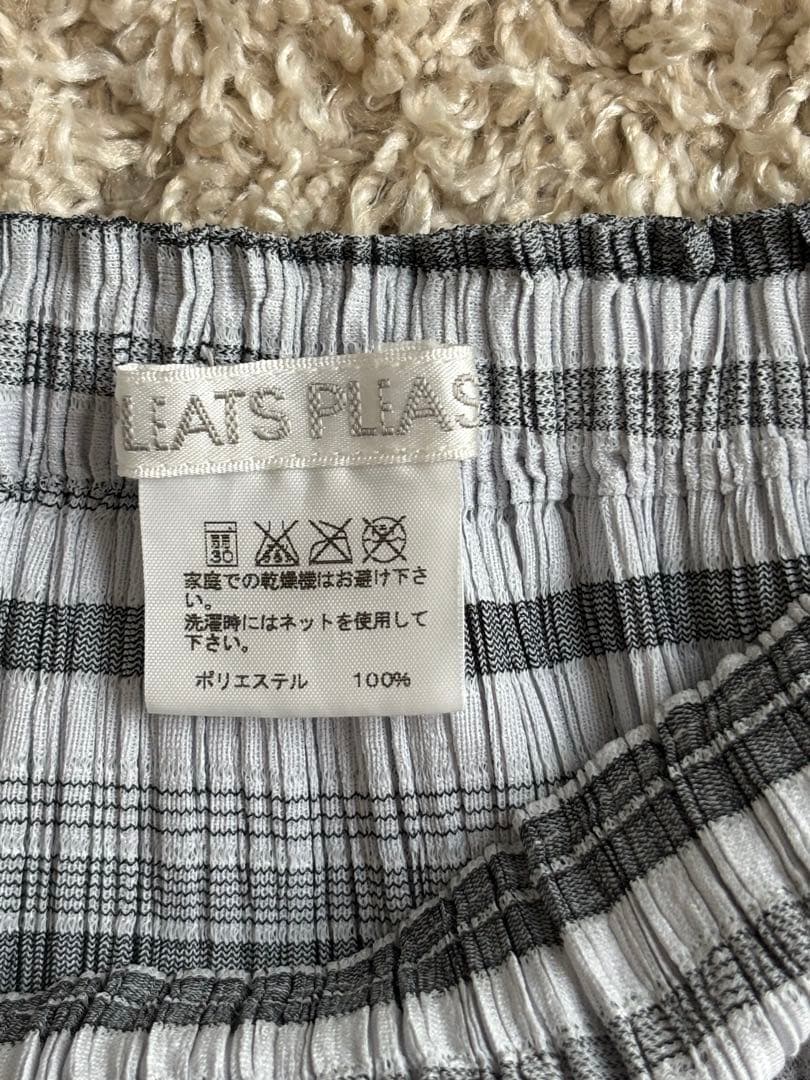 LEATS PLEAS
30
家庭での乾燥機はお避け下さ
い。
洗濯時にはネットを使用して
下さい。
ポリエステル 100%